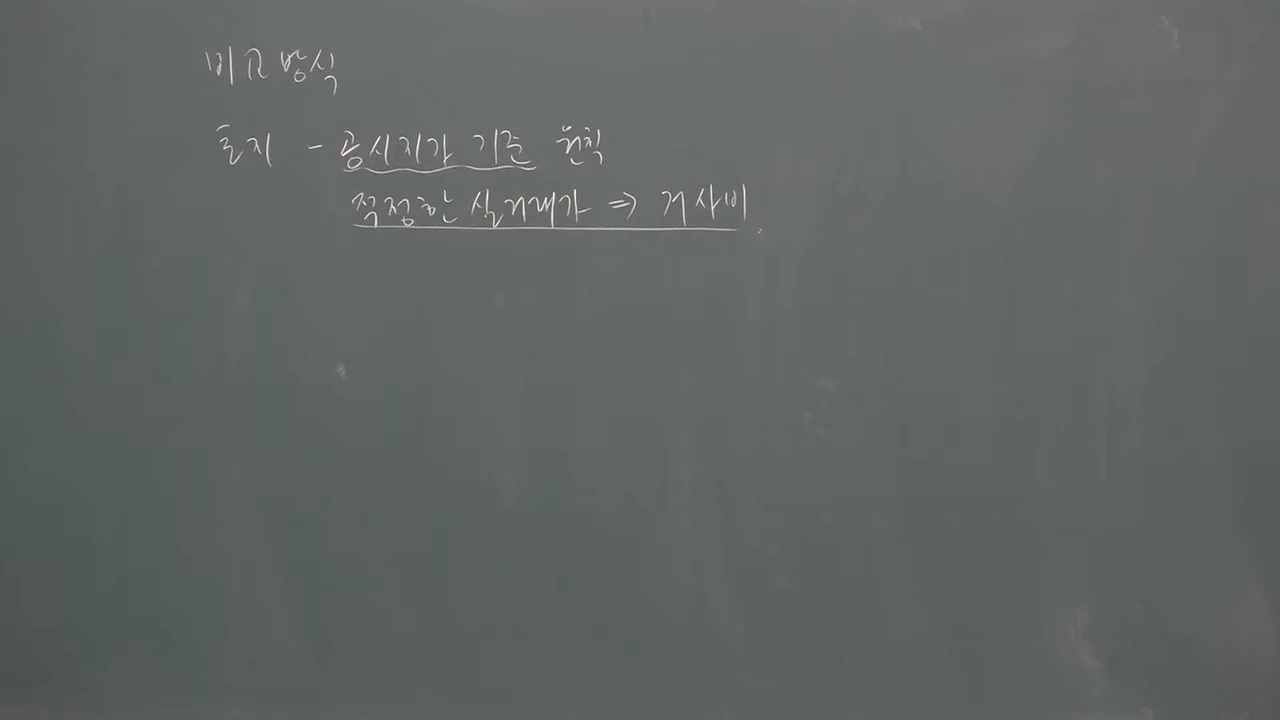 비교방식
토지 - 공시지가 기준 원칙
적정한 실거래가 ⇒ 거사비